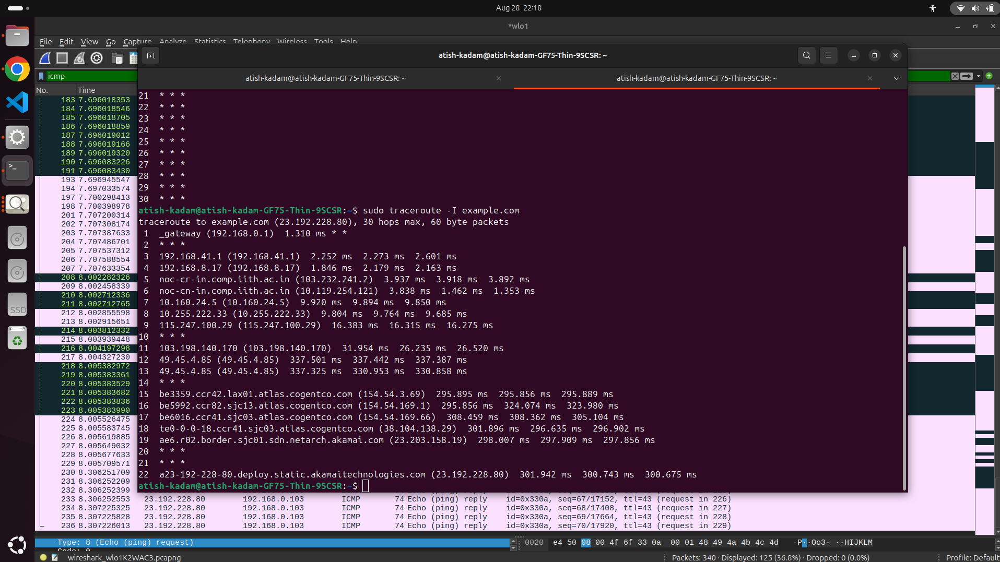 Aug 28 22:18
*wlo1
File Edit View Go Capture Analyze Statistics Telephony Wireless Tools Help
atish-kadam@atish-kadam-GF75-Thin-9SCSR: ~
icmp
atish-kadam@atish-kadam-GF75-Thin-9SCSR: ~
atish-kadam@atish-kadam-GF75-Thin-9SCSR: ~
No. Time
183 7.696018353
184 7.696018546
185 7.696018705
186 7.696018859
187 7.696019012
188 7.696019166
189 7.696019320
190 7.696083226
191 7.696083430
193 7.696945547
194 7.697033574
197 7.700298413
198 7.700398978
201 7.707200314
202 7.707308174
203 7.707387633
204 7.707486701
205 7.707537312
206 7.707588554
207 7.707633354
208 8.002282326
209 8.002458339
210 8.002712336
211 8.002712765
212 8.002855598
213 8.002915651
214 8.003812332
215 8.003939448
216 8.004197298
217 8.004327230
218 8.005382972
219 8.005383361
220 8.005383529
221 8.005383682
222 8.005383836
223 8.005383990
224 8.005526475
225 8.005583745
226 8.005619885
227 8.005649032
228 8.005677633
229 8.005709571
230 8.306251709
231 8.306252209
232 8.306252399
21 * * *
22 * * *
23 * * *
24 * * *
25 * * *
26 * * *
27 * * *
28 * * *
29 * * *
30 * * *
atish-kadam@atish-kadam-GF75-Thin-9SCSR:~$ sudo traceroute -I example.com
traceroute to example.com (23.192.228.80), 30 hops max, 60 byte packets
1 _gateway (192.168.0.1) 1.310 ms * *
2 * * *
3 192.168.41.1 (192.168.41.1) 2.252 ms 2.273 ms 2.601 ms
4 192.168.8.17 (192.168.8.17) 1.846 ms 2.179 ms 2.163 ms
5 noc-cr-in.comp.iith.ac.in (103.232.241.2) 3.937 ms 3.918 ms 3.892 ms
6 noc-cn-in.comp.iith.ac.in (10.119.254.121) 3.838 ms 1.462 ms 1.353 ms
7 10.160.24.5 (10.160.24.5) 9.920 ms 9.894 ms 9.850 ms
8 10.255.222.33 (10.255.222.33) 9.804 ms 9.764 ms 9.685 ms
9 115.247.100.29 (115.247.100.29) 16.383 ms 16.315 ms 16.275 ms
10 * * *
11 103.198.140.170 (103.198.140.170) 31.954 ms 26.235 ms 26.520 ms
12 49.45.4.85 (49.45.4.85) 337.501 ms 337.442 ms 337.387 ms
13 49.45.4.85 (49.45.4.85) 337.325 ms 330.953 ms 330.858 ms
14 * * *
15 be3359.ccr42.lax01.atlas.cogentco.com (154.54.3.69) 295.895 ms 295.856 ms 295.889 ms
16 be5992.ccr82.sjc13.atlas.cogentco.com (154.54.169.1) 295.856 ms 324.074 ms 323.980 ms
17 be6016.ccr41.sjc03.atlas.cogentco.com (154.54.169.66) 308.459 ms 308.362 ms 305.104 ms
18 te0-0-0-18.ccr41.sjc03.atlas.cogentco.com (38.104.138.29) 301.896 ms 296.635 ms 296.902 ms
19 ae6.r02.border.sjc01.sdn.netarch.akamai.com (23.203.158.19) 298.007 ms 297.909 ms 297.856 ms
20 * * *
21 * * *
22 a23-192-228-80.deploy.static.akamaitechnologies.com (23.192.228.80) 301.942 ms 300.743 ms 300.675 ms
atish-kadam@atish-kadam-GF75-Thin-9SCSR:~$
233 8.306252553 23.192.228.80 192.168.0.103 ICMP 74 Echo (ping) reply id=0x330a, seq=67/17152, ttl=43 (request in 226)
234 8.307225325 23.192.228.80 192.168.0.103 ICMP 74 Echo (ping) reply id=0x330a, seq=68/17408, ttl=43 (request in 227)
235 8.307225828 23.192.228.80 192.168.0.103 ICMP 74 Echo (ping) reply id=0x330a, seq=69/17664, ttl=43 (request in 228)
236 8.307226013 23.192.228.80 192.168.0.103 ICMP 74 Echo (ping) reply id=0x330a, seq=70/17920, ttl=43 (request in 229)
Type: 8 (Echo (ping) request)
0020 e4 50 08 00 4f 6f 33 0a 00 01 48 49 4a 4b 4c 4d ·P··Oo3· ··HIJKLM
SSD
wireshark_wlo1K2WAC3.pcapng
Packets: 340 · Displayed: 125 (36.8%) · Dropped: 0 (0.0%)
Profile: Default